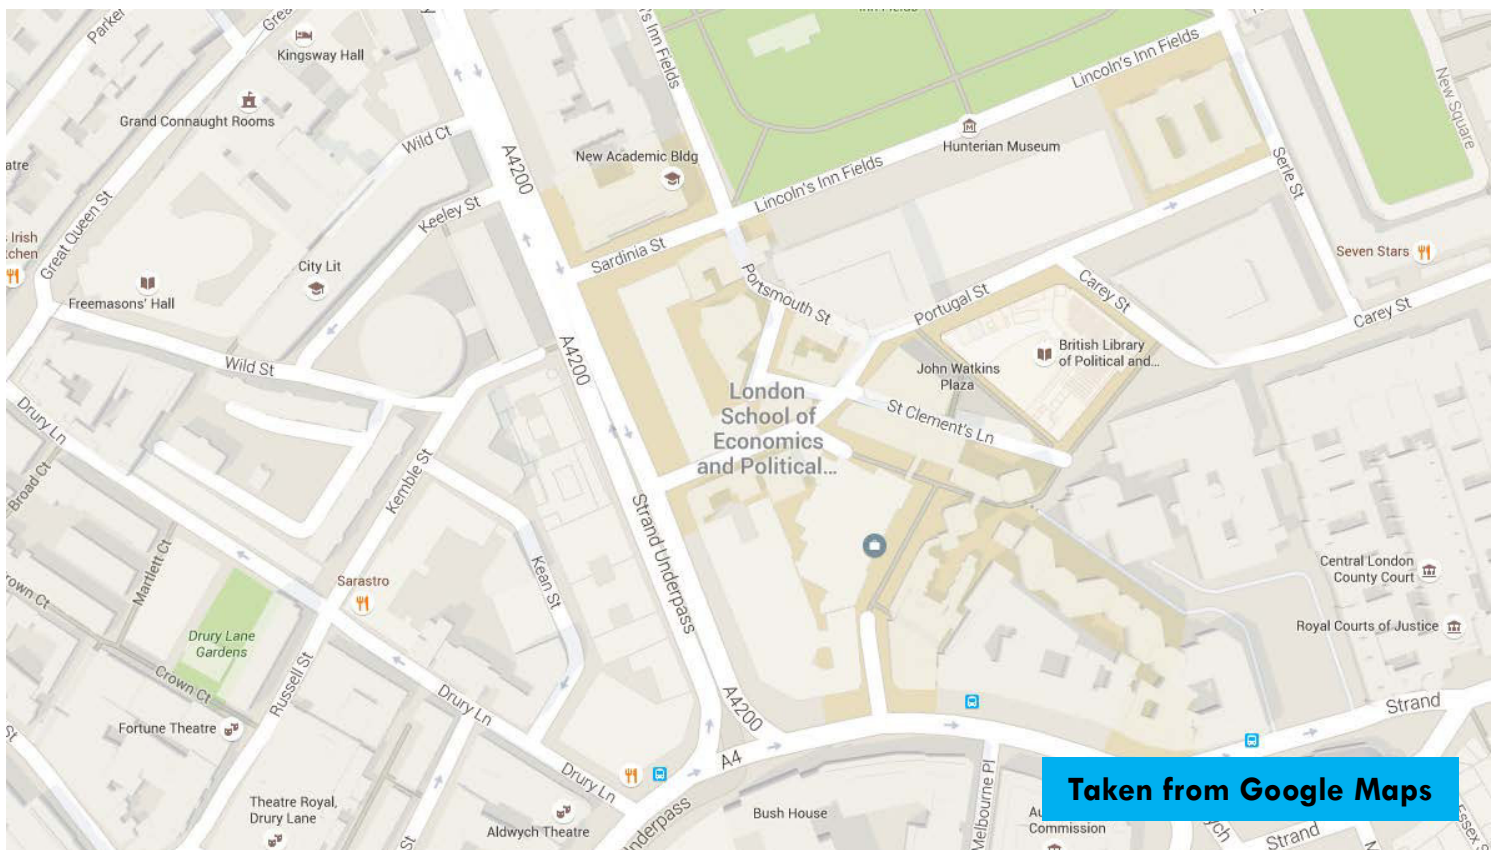 Parker
Kingsway Hall
Grand Connaught Rooms
Wild Ct
A4200
New Academic Bldg
Inn Fields
Lincoln's Inn Fields
Hunterian Museum
New Square
Serle St
Great Queen St
Keeley St
Lincoln's Inn Fields
Sardinia St
Irish
City Lit
Freemasons' Hall
Portsmouth St
Portugal St
Carey St
Seven Stars
Carey St
Wild St
A4200
British Library
of Political and...
John Watkins
Plaza
London
School of
Economics
and Political...
St Clement's Ln
Drury Ln
Broad Ct
Kemble St
Strand Underpass
Kean St
Martlett Ct
Sarastro
Central London
County Court
Royal Courts of Justice
Drury Lane
Gardens
Crown Ct
Russell St
Drury Ln
A4200
Strand
Fortune Theatre
A4
Drury Ln
Theatre Royal,
Drury Lane
Aldwych Theatre
Bush House
Melbourne Pl
Commission
Strand
Taken from Google Maps